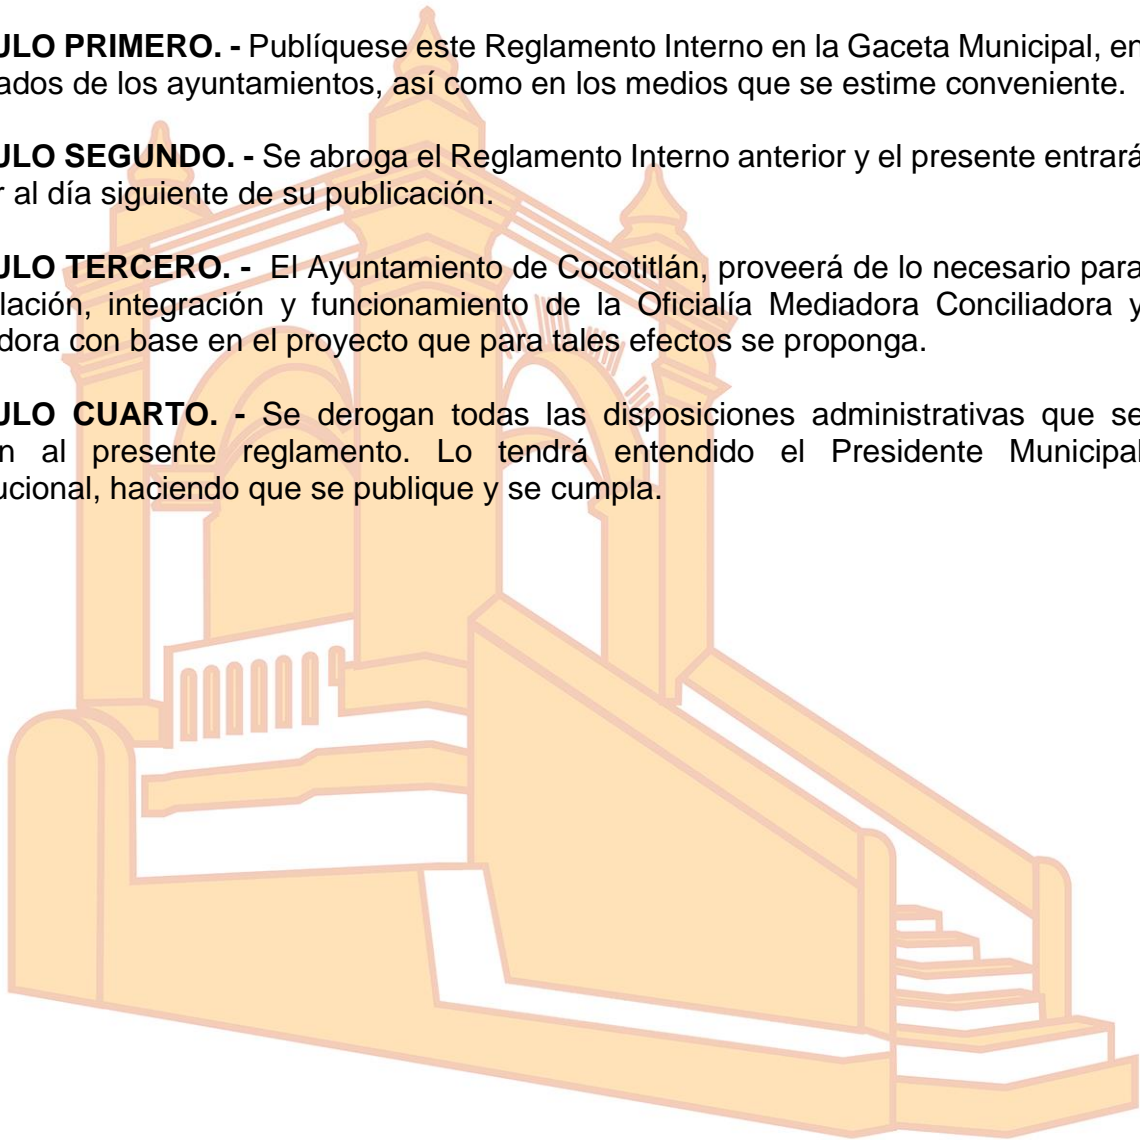 ULO PRIMERO. - Publíquese este Reglamento Interno en la Gaceta Municipal, en
ados de los ayuntamientos, así como en los medios que se estime conveniente.
ULO SEGUNDO. - Se abroga el Reglamento Interno anterior y el presente entrará
r al día siguiente de su publicación.
ULO TERCERO. - El Ayuntamiento de Cocotitlán, proveerá de lo necesario para
lación, integración y funcionamiento de la Oficialía Mediadora Conciliadora y
dora con base en el proyecto que para tales efectos se proponga.
ULO CUARTO. - Se derogan todas las disposiciones administrativas que se
n al presente reglamento. Lo tendrá entendido el Presidente Municipal
ucional, haciendo que se publique y se cumpla.